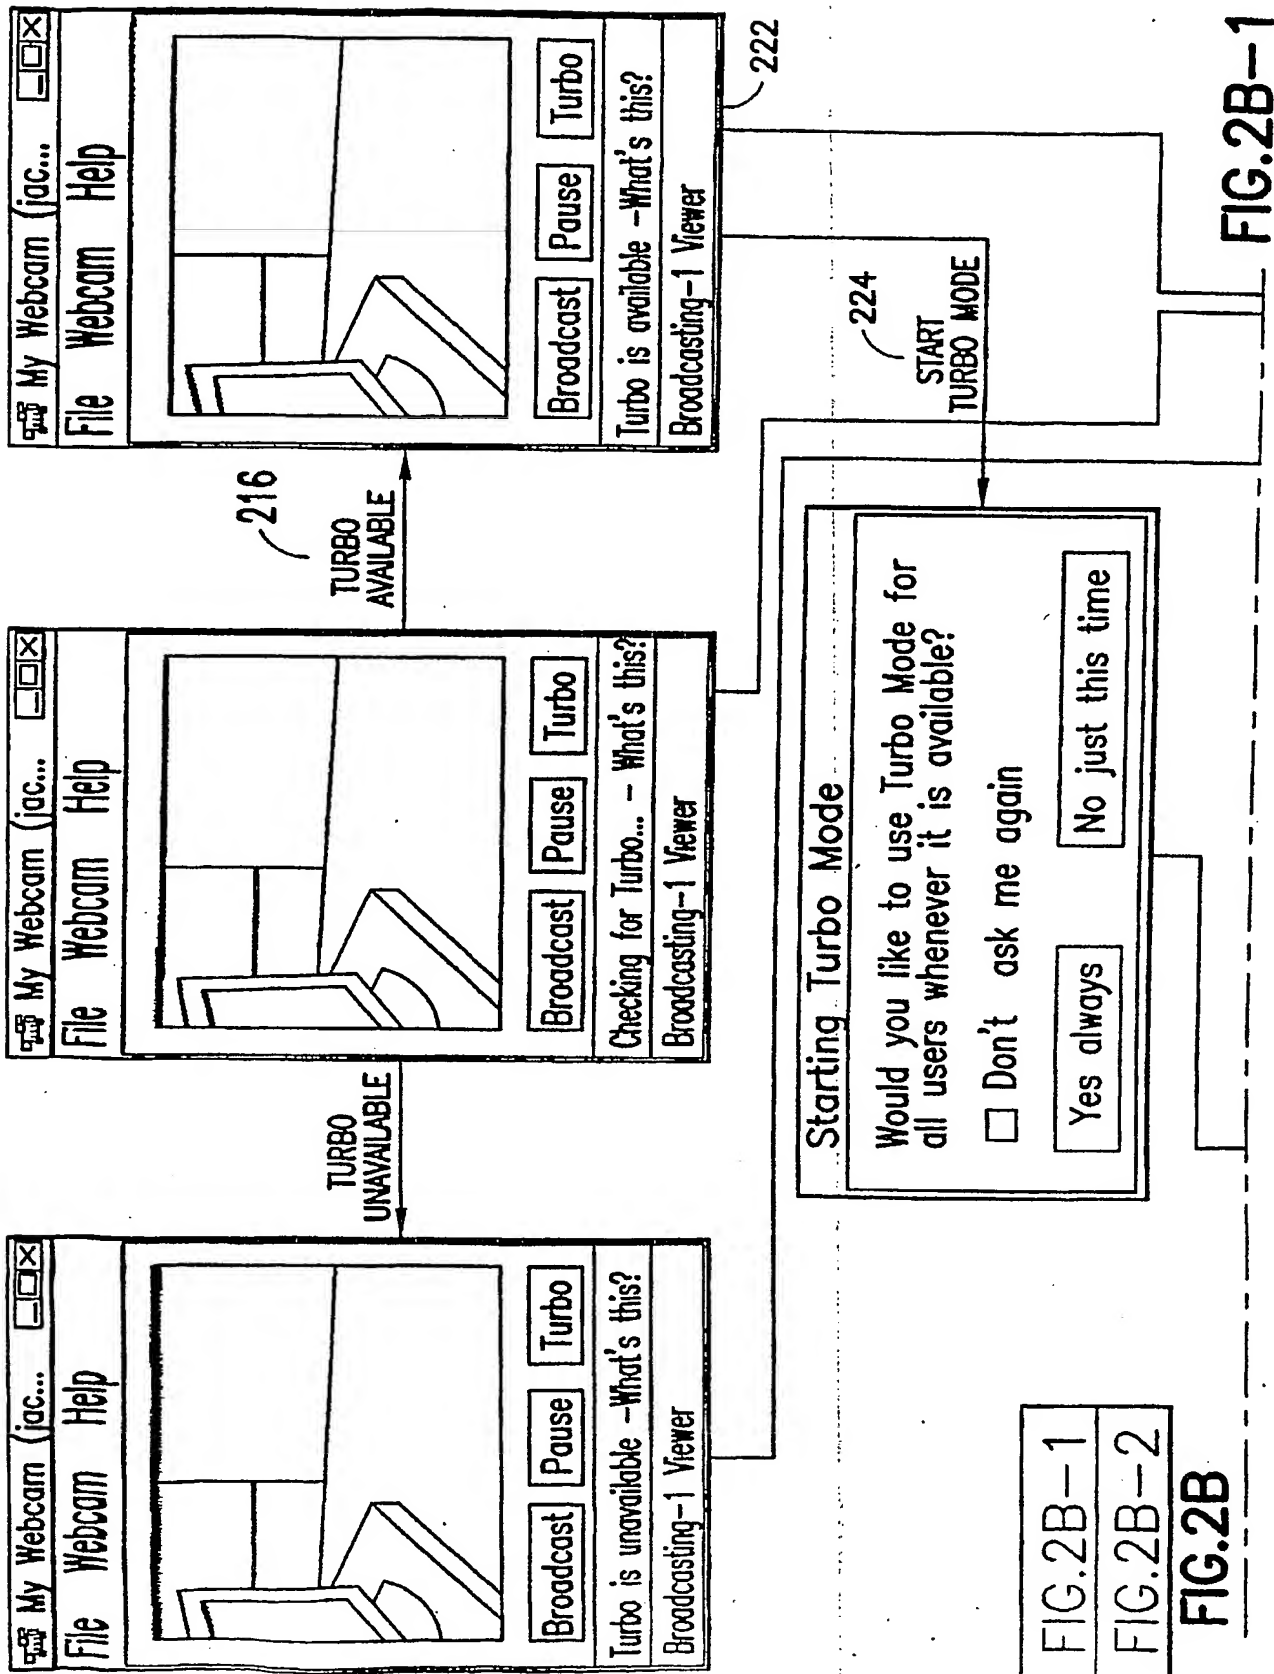 My Webcam (jac...
File Webcam Help
Broadcast Pause Turbo
Turbo is unavailable -What's this?
Broadcasting-1 Viewer
TURBO
UNAVAILABLE
My Webcam (jac...
File Webcam Help
Broadcast Pause Turbo
Checking for Turbo... - What's this?
Broadcasting-1 Viewer
216
TURBO
AVAILABLE
My Webcam (jac...
File Webcam Help
Broadcast Pause Turbo
Turbo is available -What's this?
Broadcasting-1 Viewer
222
224
START
TURBO MODE
Starting Turbo Mode
Would you like to use Turbo Mode for
all users whenever it is available?
Don't ask me again
Yes always No just this time
FIG.2B-1
FIG.2B-2
FIG.2B
FIG.2B-1